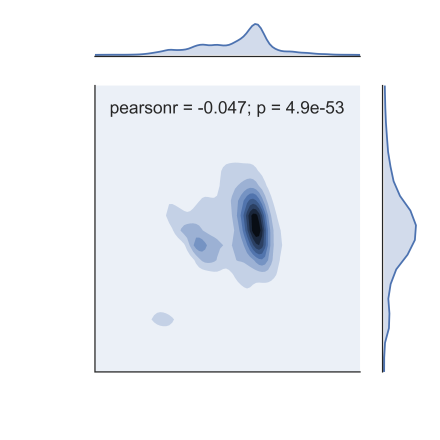 pearsonr = -0.047; p = 4.9e-53